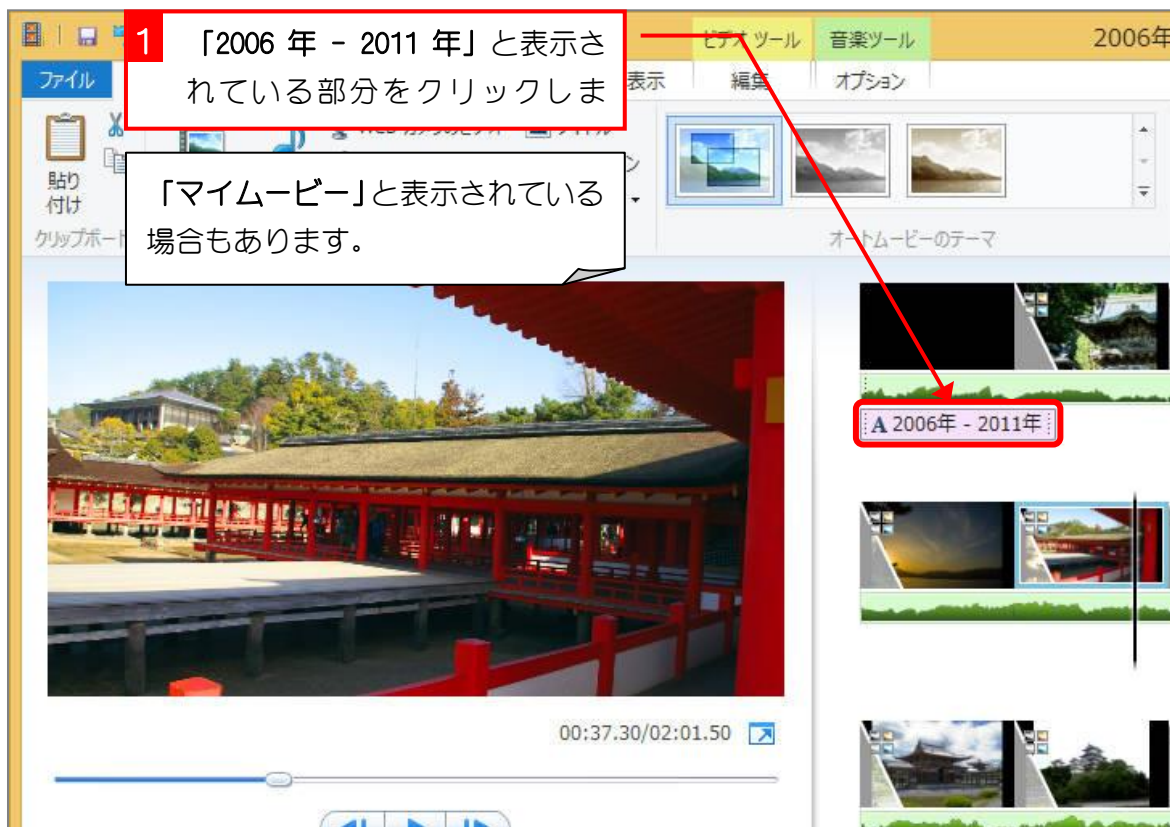 1
「2006 年 - 2011 年」と表示さ
れている部分をクリックしま
「マイムービー」と表示されている
場合もあります。
ビデオ ツール
音楽ツール
2006年
ファイル
表示
編集
オプション
貼り
付け
クリップボート
オートムービーのテーマ
A 2006年 - 2011年
00:37.30/02:01.50